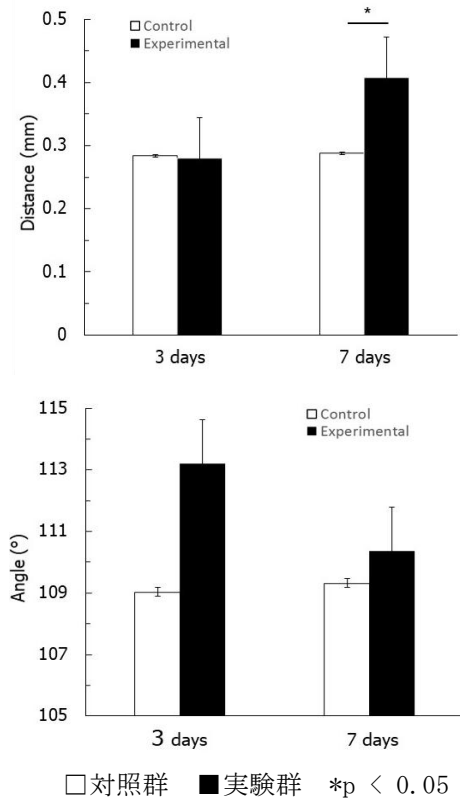 0.5
*
Control
Experimental
0.4
0.3
0.2
0.1
0
Distance (mm)
3 days
7 days
115
Control
Experimental
113
111
109
107
105
Angle (°)
3 days
7 days
□対照群 ■実験群 *p < 0.05